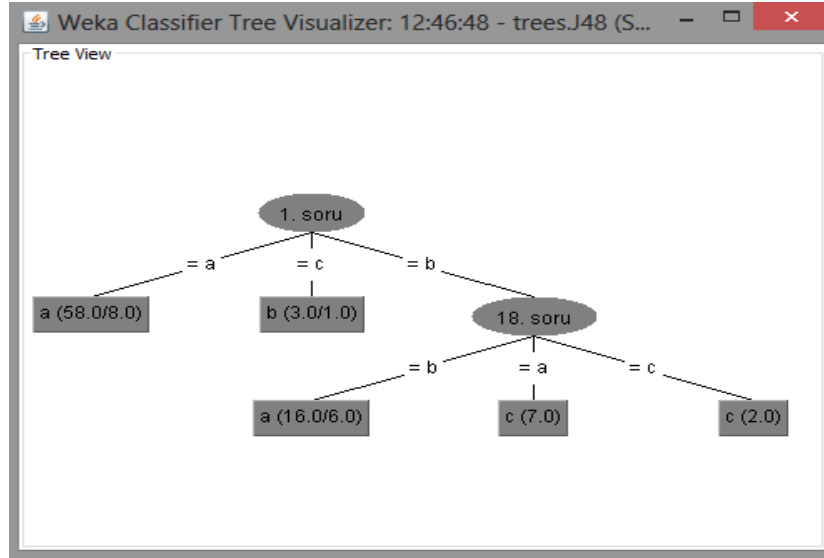 Weka Classifier Tree Visualizer: 12:46:48 - trees.J48 (S...
Tree View
1. soru
= a = c = b
a (58.0/8.0) b (3.0/1.0) 18. soru
= b = a = c
a (16.0/6.0) c (7.0) c (2.0)